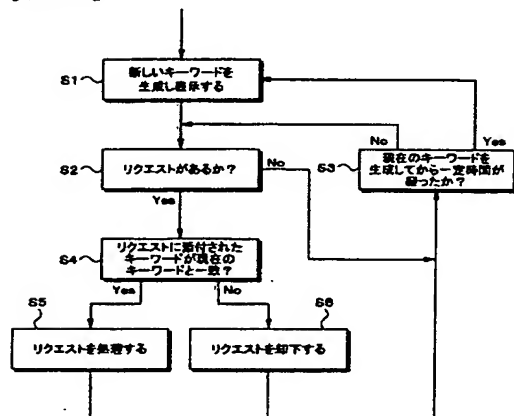 S1
新しいキーワードを
生成し表示する
No
Yes
S2
リクエストがあるか？
No
S3
現在のキーワードを
生成してから一定時間が
経ったか？
Yes
S4
リクエストに添付された
キーワードが現在の
キーワードと一致？
Yes
No
S5
S6
リクエストを処理する
リクエストを却下する